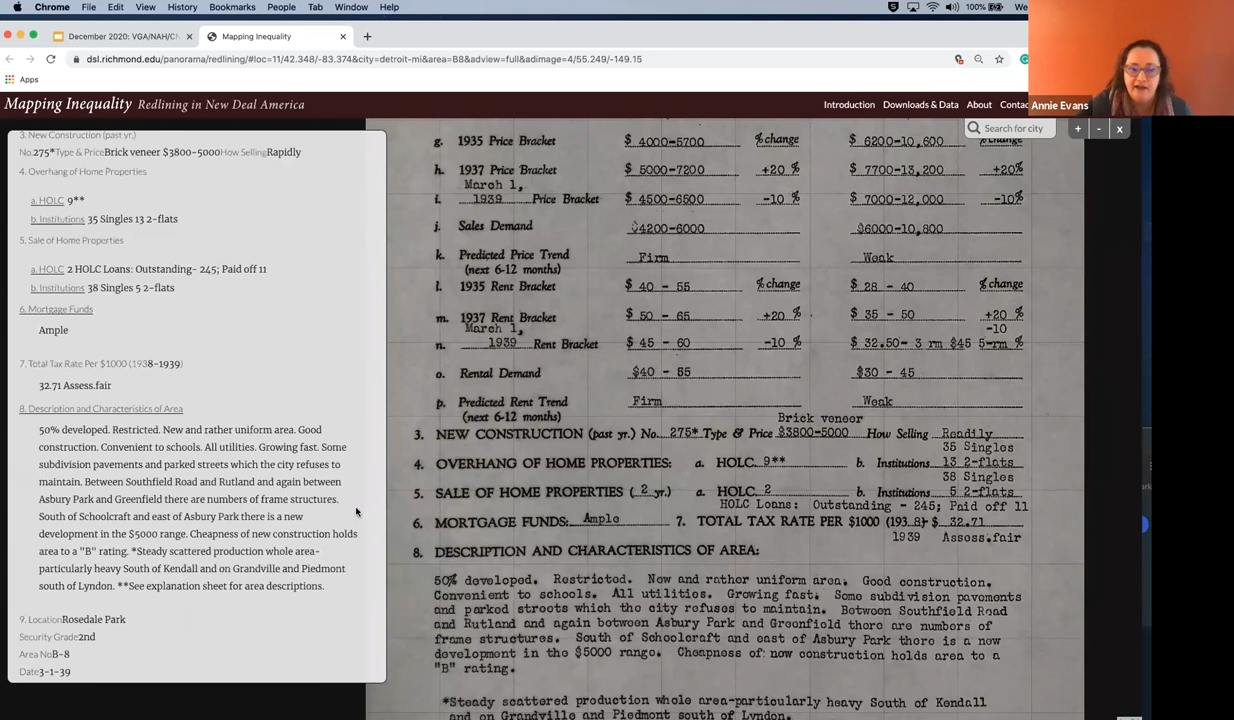 Chrome File Edit View History Bookmarks People Tab Window Help 100% We
December 2020: VGA/NAH/CN × Mapping Inequality × +
dsl.richmond.edu/panorama/redlining/#loc=11/42.348/-83.374&city=detroit-mi&area=B8&adview=full&adimage=4/55.249/-149.15
Apps
Annie Evans
Mapping Inequality Redlining in New Deal America Introduction Downloads & Data About Contac
Search for city + - x
3. New Construction (past yr.)
No.275*Type & PriceBrick veneer $3800-5000How SellingRapidly
4. Overhang of Home Properties
a. HOLC 9**
b. Institutions 35 Singles 13 2-flats
5. Sale of Home Properties
a. HOLC 2 HOLC Loans: Outstanding- 245; Paid off 11
b. Institutions 38 Singles 5 2-flats
6. Mortgage Funds
Ample
7. Total Tax Rate Per $1000 (1938-1939)
32.71 Assess.fair
8. Description and Characteristics of Area
50% developed. Restricted. New and rather uniform area. Good
construction. Convenient to schools. All utilities. Growing fast. Some
subdivision pavements and parked streets which the city refuses to
maintain. Between Southfield Road and Rutland and again between
Asbury Park and Greenfield there are numbers of frame structures.
South of Schoolcraft and east of Asbury Park there is a new
development in the $5000 range. Cheapness of new construction holds
area to a "B" rating. *Steady scattered production whole area-
particularly heavy South of Kendall and on Grandville and Piedmont
south of Lyndon. **See explanation sheet for area descriptions.
9. LocationRosedale Park
Security Grade2nd
Area NoB-8
Date3-1-39
g. 1935 Price Bracket $ 4000-5700 % change $ 6200-10,600 % change
h. 1937 Price Bracket $ 5000-7200 +20 % $ 7700-13,200 +20%
March 1,
i. 1939 Price Bracket $ 4500-6500 -10 % $ 7000-12,000 -10%
j. Sales Demand $4200-6000 $6000-10,800
k. Predicted Price Trend Firm Weak
(next 6-12 months)
l. 1935 Rent Bracket $ 40 - 55 % change $ 28 - 40 % change
m. 1937 Rent Bracket $ 50 - 65 +20 % $ 35 - 50 +20 %
March 1, -10
n. 1939 Rent Bracket $ 45 - 60 -10 % $ 32.50- 3 rm $45 5-rm %
o. Rental Demand $40 - 55 $30 - 45
p. Predicted Rent Trend Firm Weak
(next 6-12 months) Brick veneer
3. NEW CONSTRUCTION (past yr.) No. 275* Type & Price $3800-5000 How Selling Readily
35 Singles
4. OVERHANG OF HOME PROPERTIES: a. HOLC 9** b. Institutions 13 2-flats
38 Singles
5. SALE OF HOME PROPERTIES (2 yr.) a. HOLC 2 b. Institutions 5 2-flats
HOLC Loans: Outstanding - 245; Paid off 11
6. MORTGAGE FUNDS: Ample 7. TOTAL TAX RATE PER $1000 (193.8) $ 32.71
1939 Assess.fair
8. DESCRIPTION AND CHARACTERISTICS OF AREA:
50% developed. Restricted. New and rather uniform area. Good construction.
Convenient to schools. All utilities. Growing fast. Some subdivision pavements
and parked streets which the city refuses to maintain. Between Southfield Road
and Rutland and again between Asbury Park and Greenfield there are numbers of
frame structures. South of Schoolcraft and east of Asbury Park there is a new
development in the $5000 range. Cheapness of now construction holds area to a
"B" rating.
*Steady scattered production whole area-particularly heavy South of Kendall
and on Grandville and Piedmont south of Lyndon.